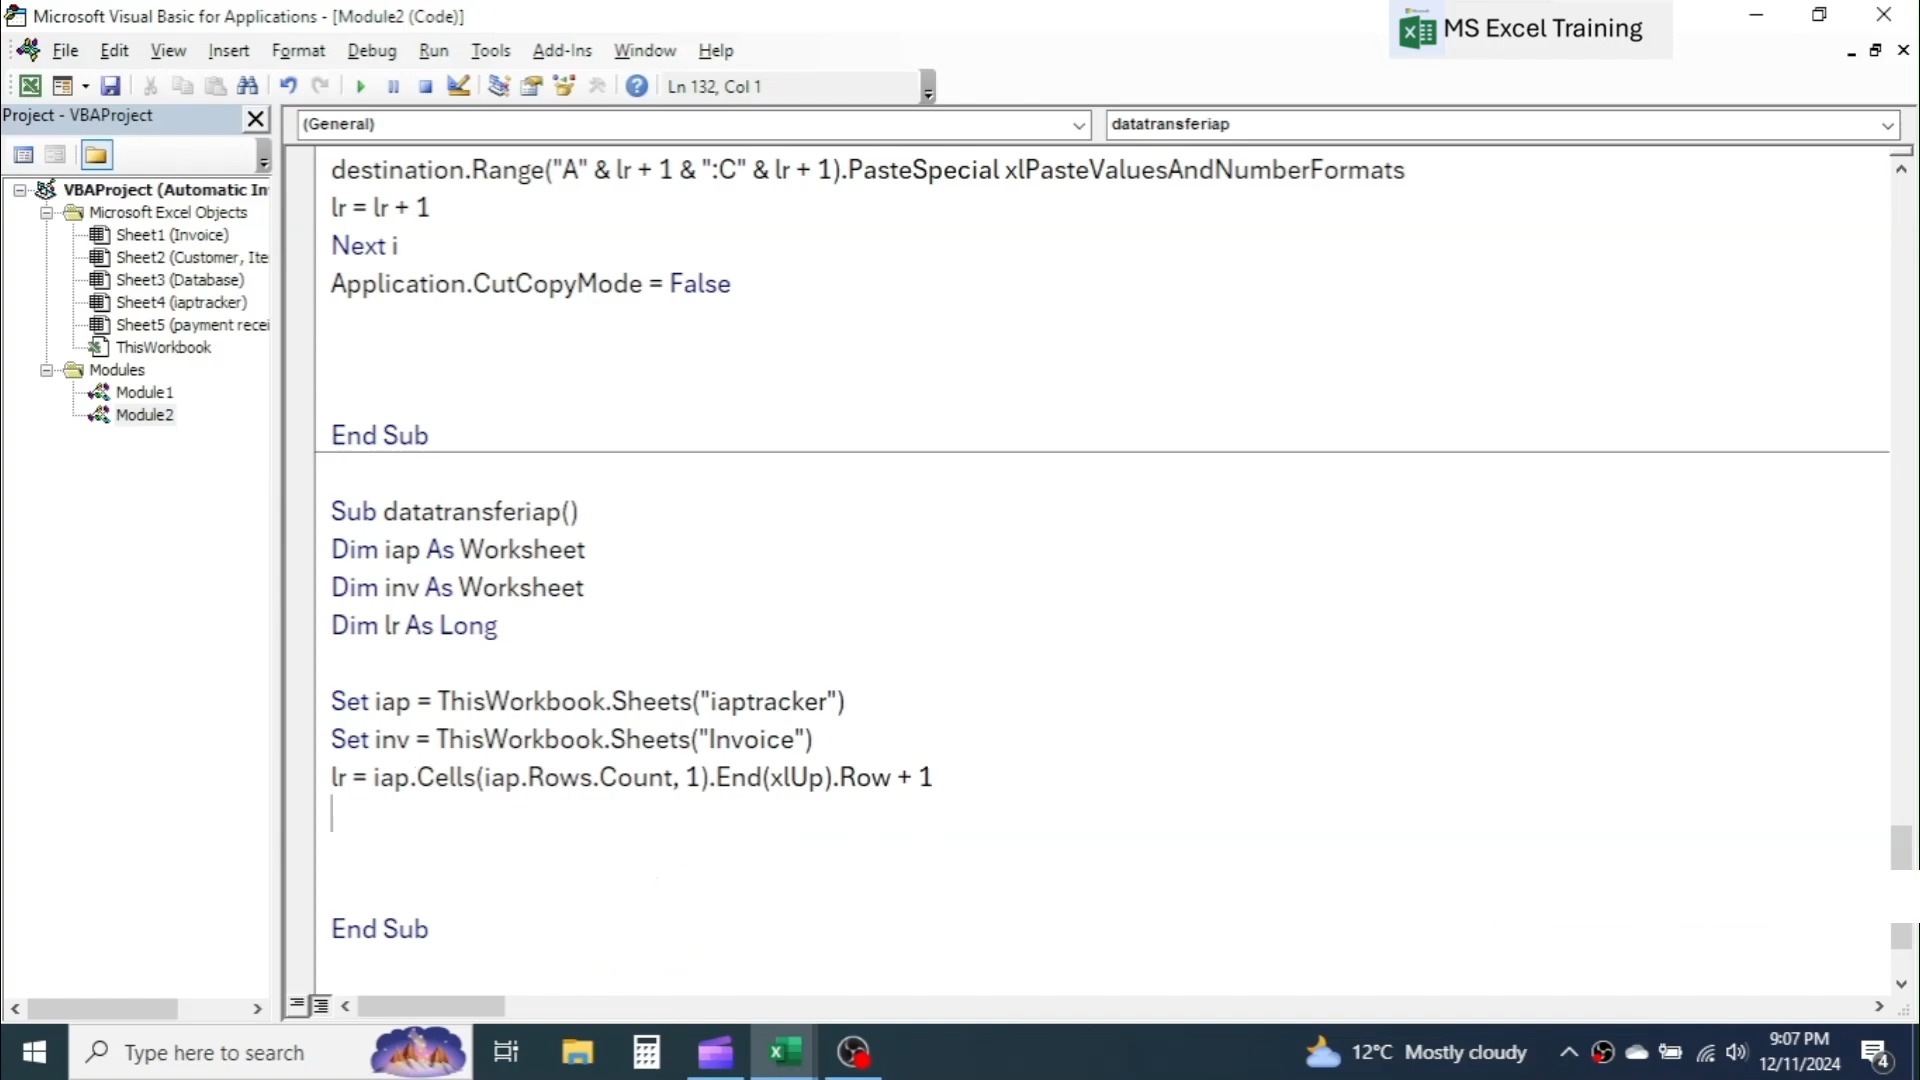 Microsoft Visual Basic for Applications - [Module2 (Code)]
MS Excel Training
File Edit View Insert Format Debug Run Tools Add-Ins Window Help
Ln 132, Col 1
Project - VBAProject
(General)
datatransferiap
VBAProject (Automatic In
Microsoft Excel Objects
Sheet1 (Invoice)
Sheet2 (Customer, Ite
Sheet3 (Database)
Sheet4 (iaptracker)
Sheet5 (payment recei
ThisWorkbook
Modules
Module1
Module2
destination.Range("A" & lr + 1 & ":C" & lr + 1).PasteSpecial xlPasteValuesAndNumberFormats
lr = lr + 1
Next i
Application.CutCopyMode = False
End Sub
Sub datatransferiap()
Dim iap As Worksheet
Dim inv As Worksheet
Dim lr As Long
Set iap = ThisWorkbook.Sheets("iaptracker")
Set inv = ThisWorkbook.Sheets("Invoice")
lr = iap.Cells(iap.Rows.Count, 1).End(xlUp).Row + 1
End Sub
Type here to search
12°C Mostly cloudy
9:07 PM
12/11/2024
4